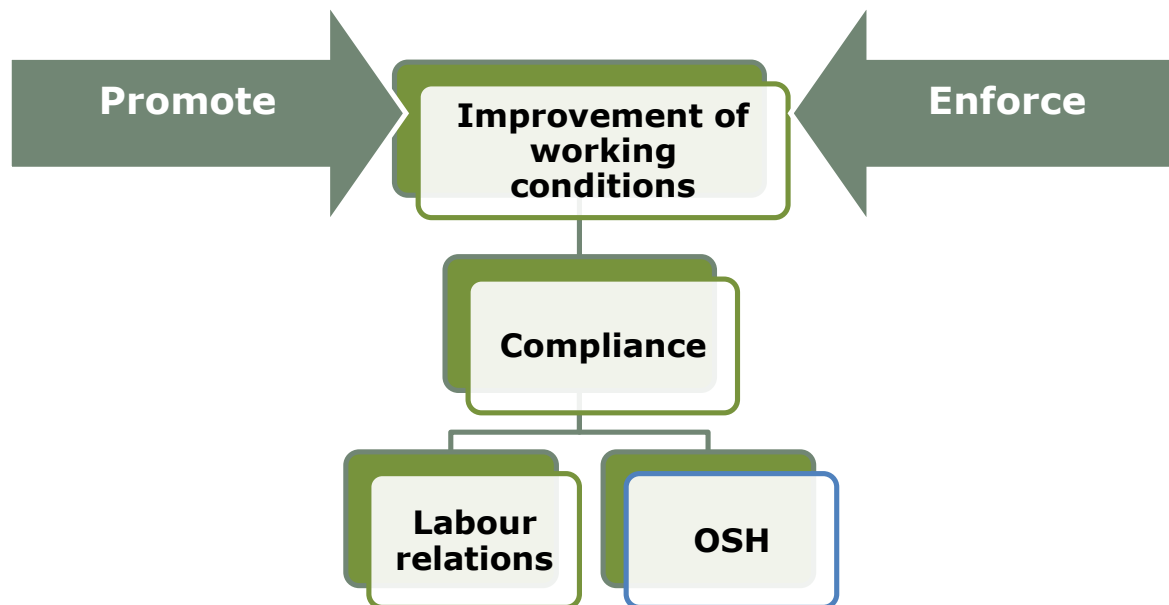 Promote
Improvement of
working
conditions
Enforce
Compliance
Labour
relations
OSH